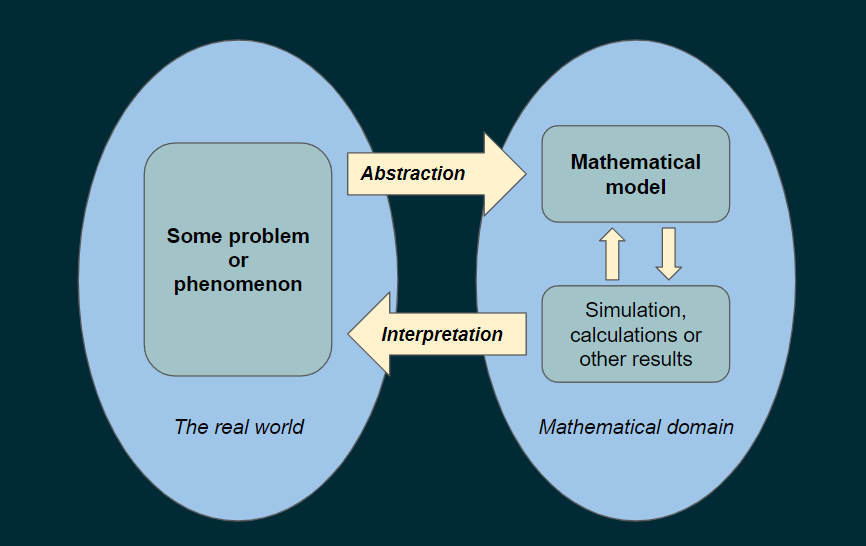 Some problem
or
phenomenon
The real world
Abstraction
Interpretation
Mathematical
model
Simulation,
calculations or
other results
Mathematical domain